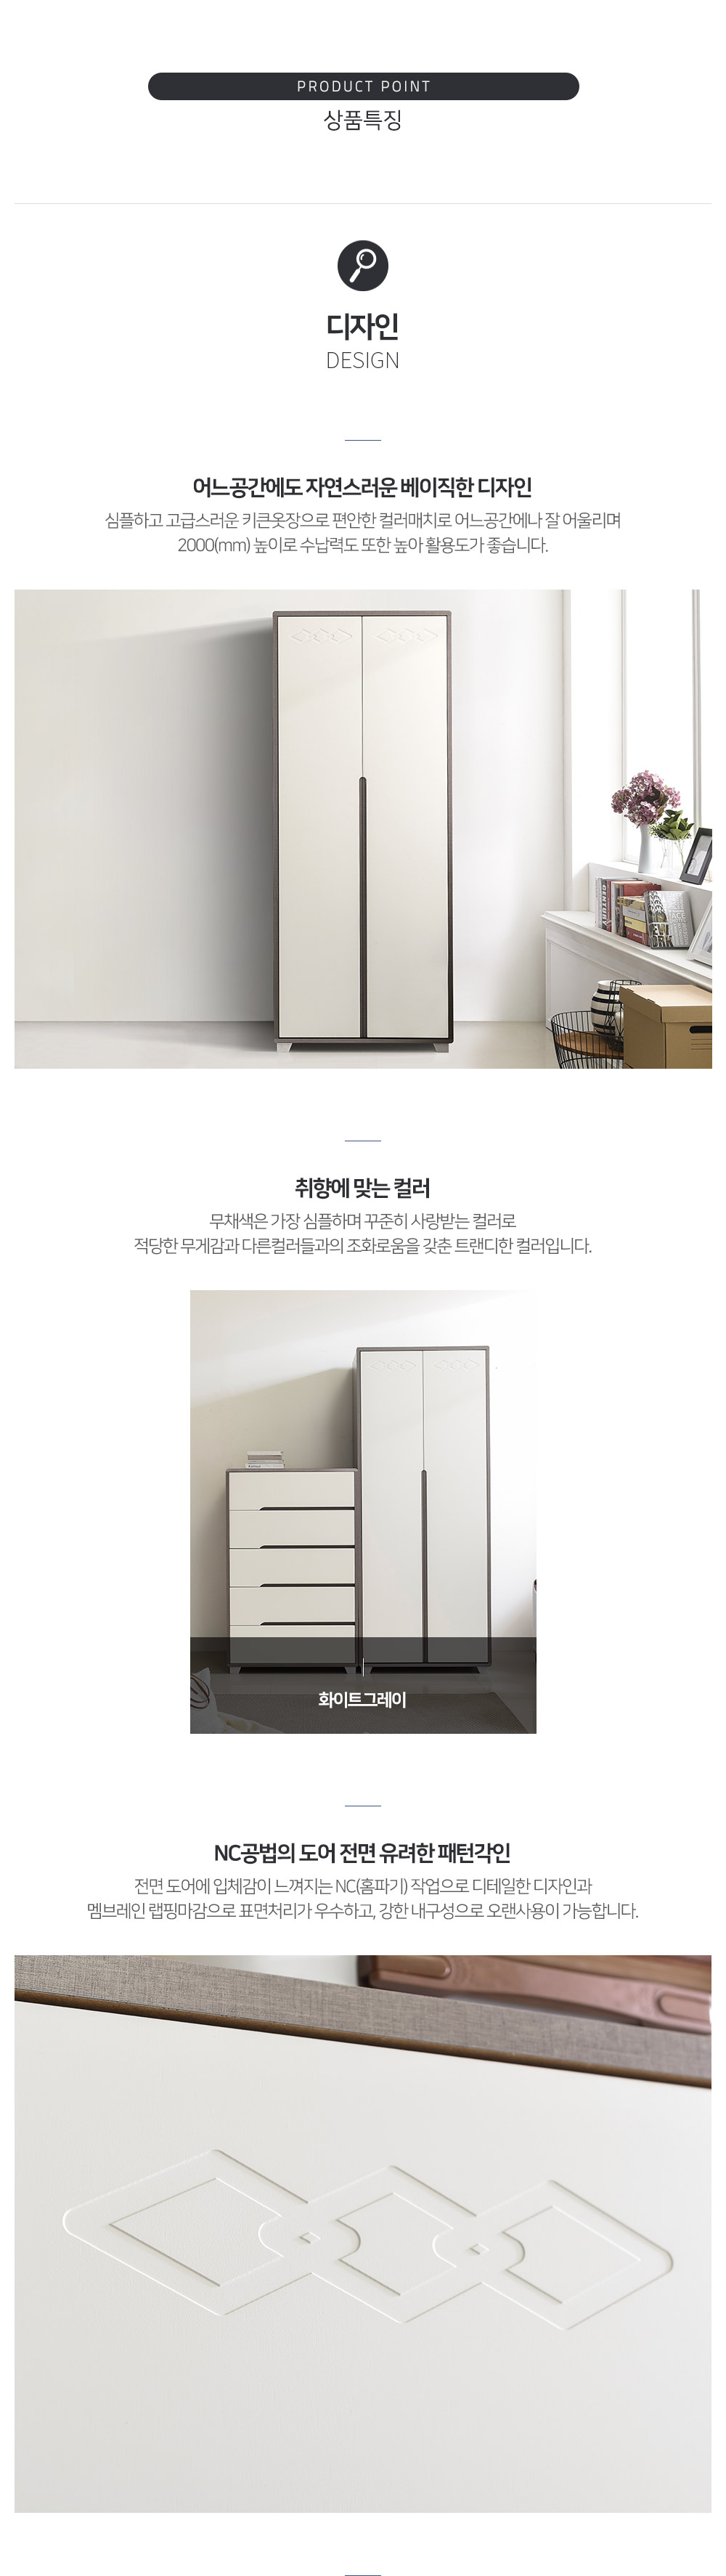 PRODUCT POINT
상품특징
디자인
DESIGN
어느공간에도 자연스러운 베이직한 디자인
심플하고 고급스러운 키큰옷장으로 편안한 컬러매치로 어느공간에나 잘 어울리며
2000(mm) 높이로 수납력도 또한 높아 활용도가 좋습니다.
CENTURY
취향에 맞는 컬러
무채색은 가장 심플하며 꾸준히 사랑받는 컬러로
적당한 무게감과 다른컬러들과의 조화로움을 갖춘 트랜디한 컬러입니다.
화이트그레이
NC공법의 도어 전면 유려한 패턴각인
전면 도어에 입체감이 느껴지는 NC(홈파기) 작업으로 디테일한 디자인과
멤브레인 랩핑마감으로 표면처리가 우수하고, 강한 내구성으로 오랜사용이 가능합니다.